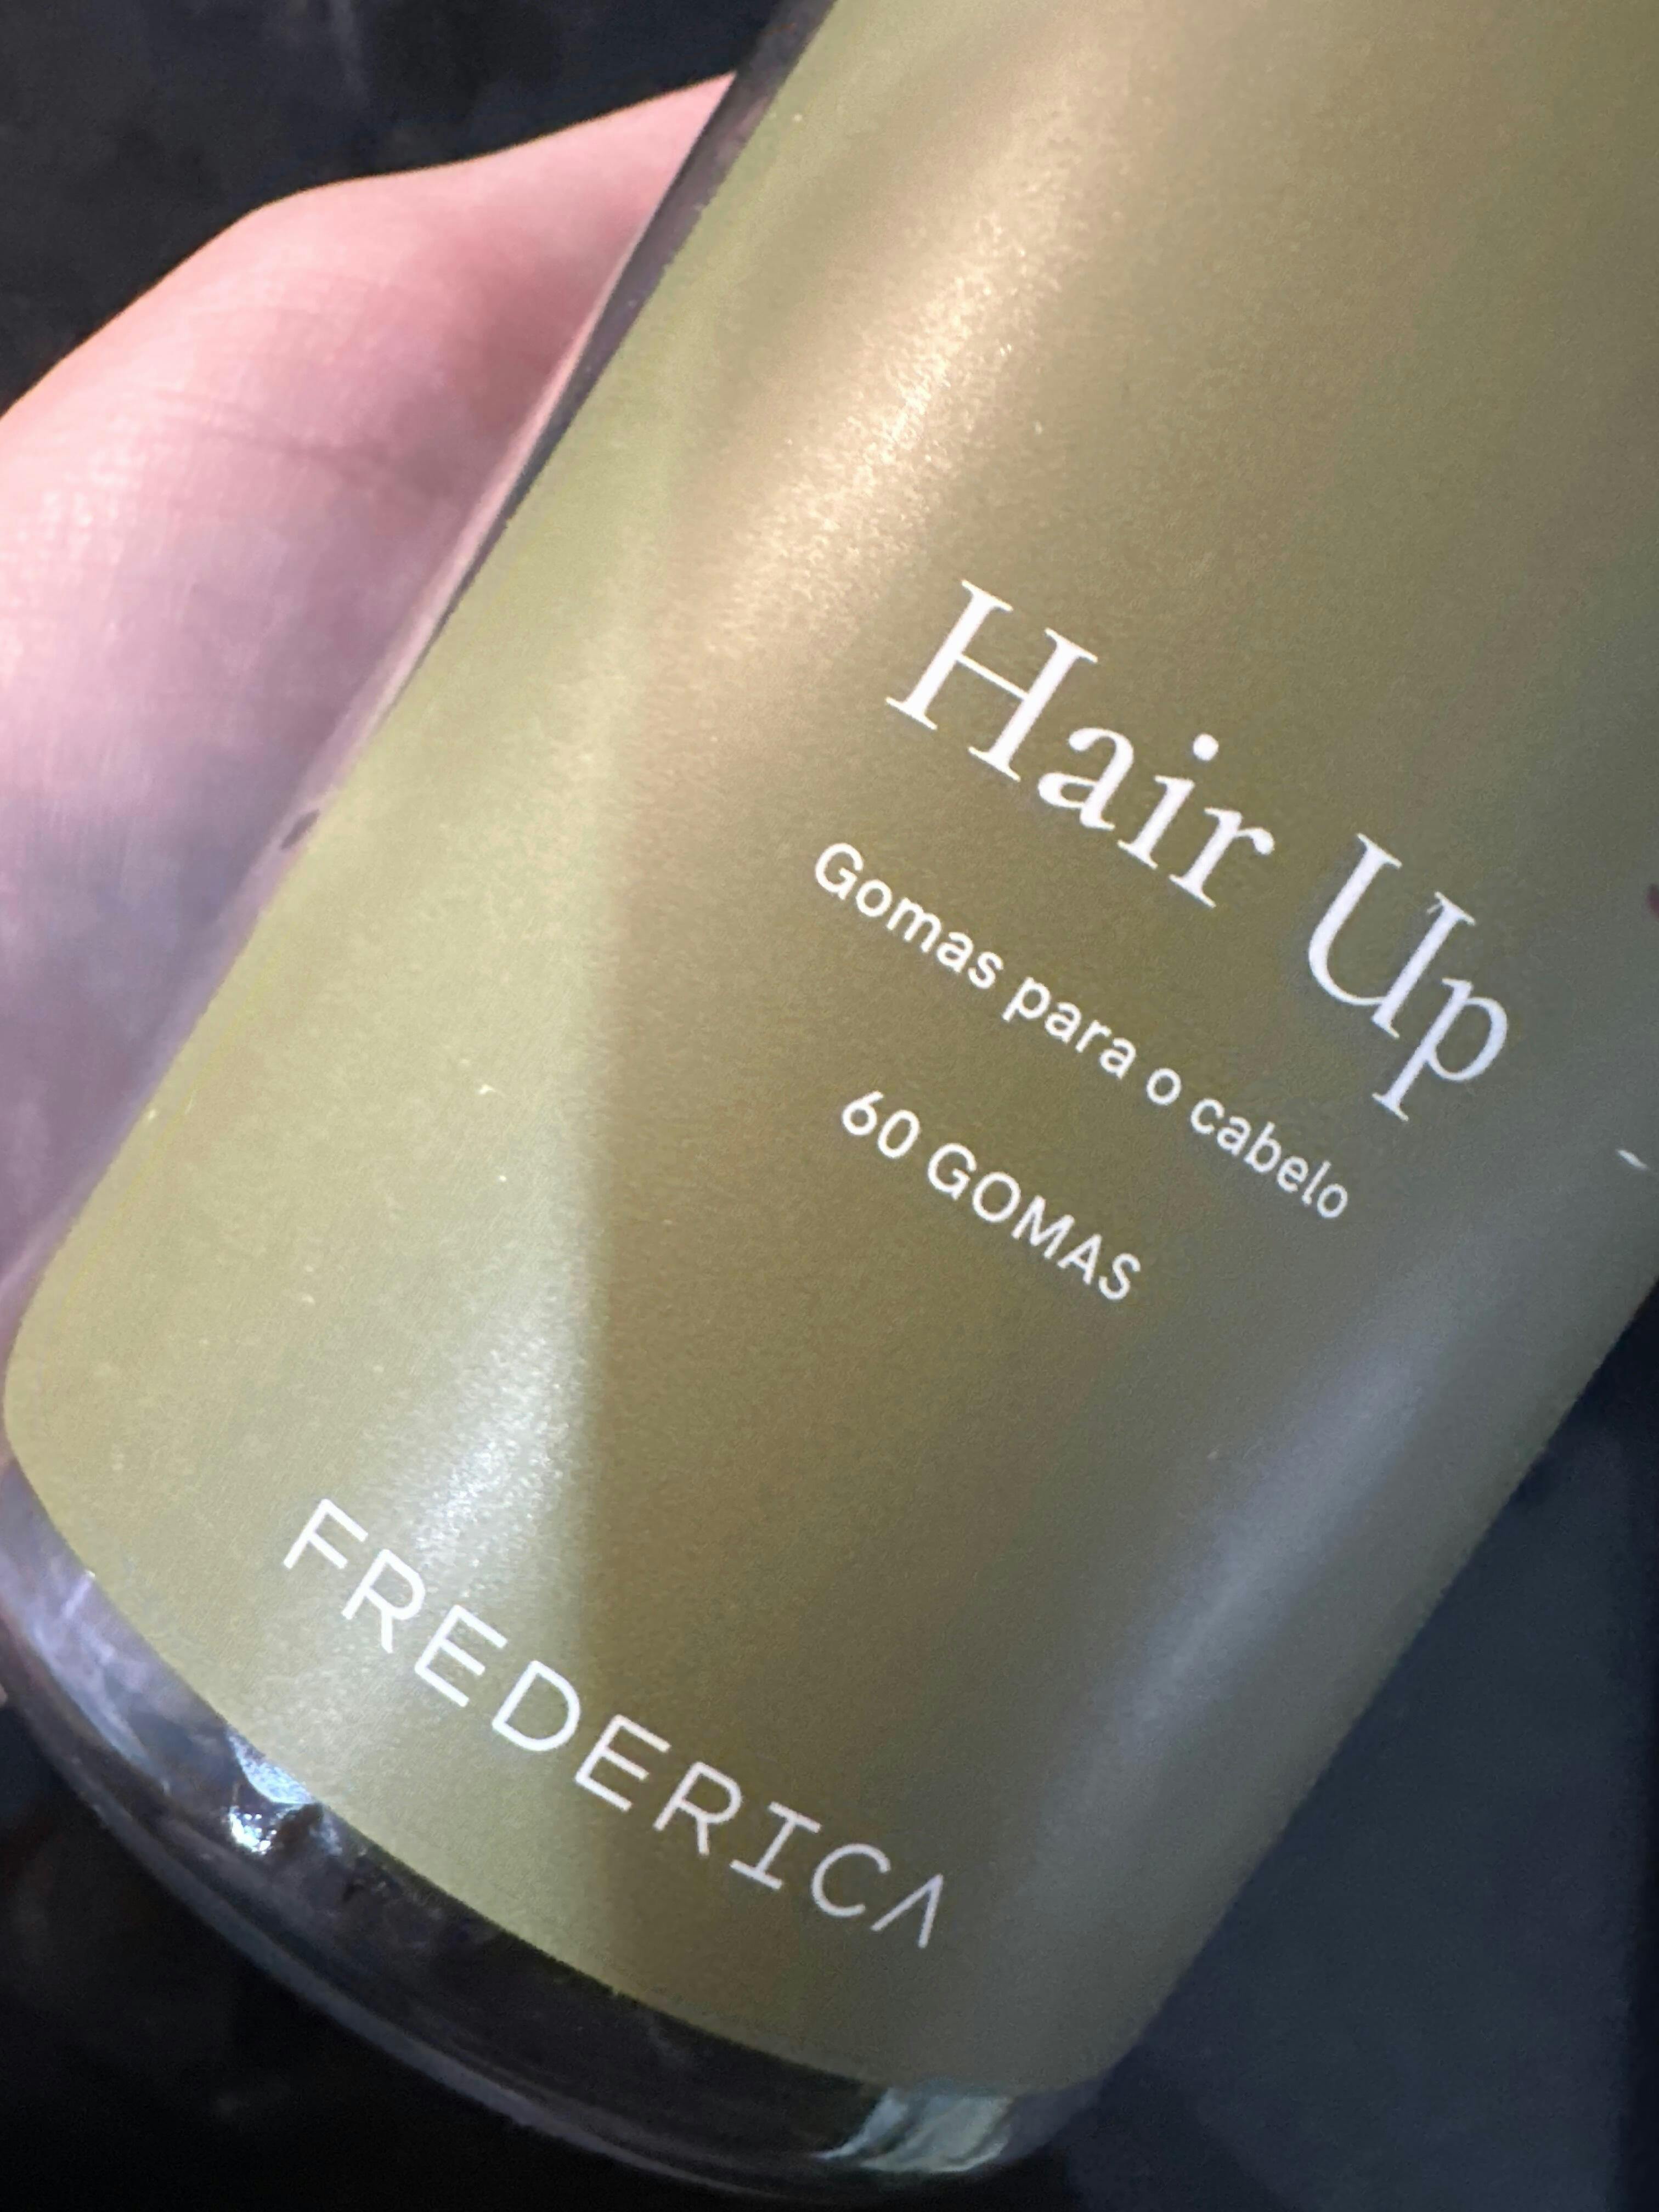 Hair Up
Gomas para o cabelo
60 GOMAS
FREDERICA